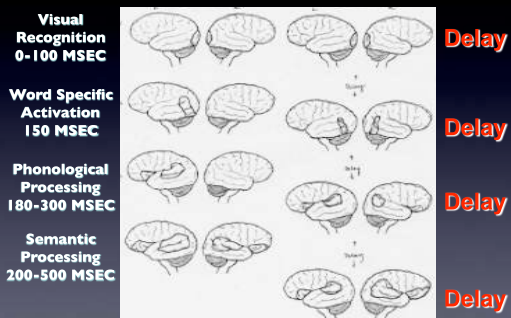 Visual
Recognition
0-100 MSEC
Delay
Word Specific
Activation
150 MSEC
Delay
Phonological
Processing
180-300 MSEC
Delay
Semantic
Processing
200-500 MSEC
Delay